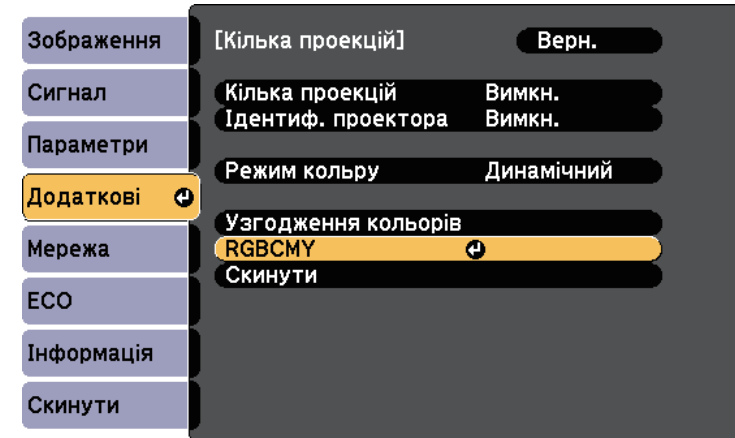 Зображення
Сигнал
Параметри
Додаткові
Мережа
ECO
Інформація
Скинути
[Кілька проекцій] Верн.
Кілька проекцій Вимкн.
Ідентиф. проектора Вимкн.
Режим кольру Динамічний
Узгодження кольорів
RGBCMY
Скинути